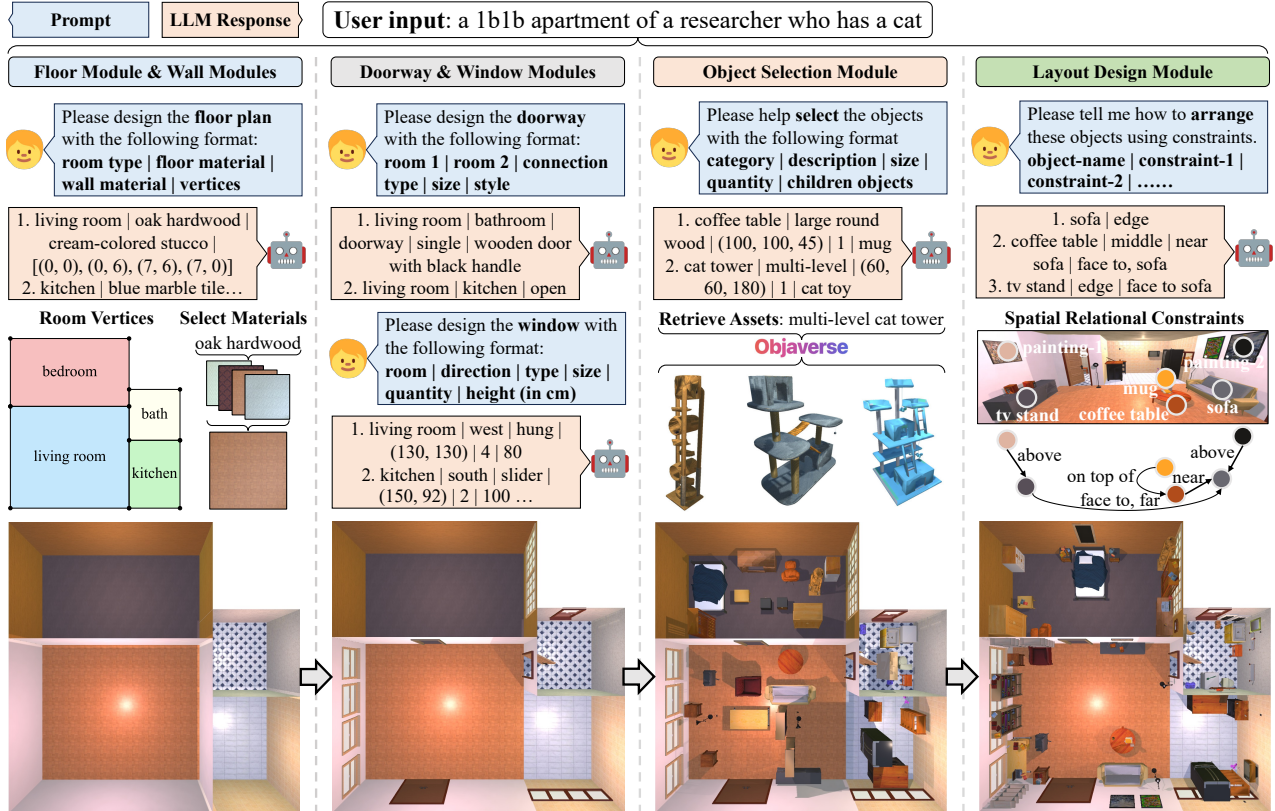 Prompt
LLM Response
User input: a 1b1b apartment of a researcher who has a cat
Floor Module & Wall Modules
Please design the floor plan
with the following format:
room type | floor material |
wall material | vertices
1. living room | oak hardwood |
cream-colored stucco |
[(0, 0), (0, 6), (7, 6), (7, 0)]
2. kitchen | blue marble tile…
Room Vertices
bedroom
bath
living room
kitchen
Select Materials
oak hardwood
Doorway & Window Modules
Please design the doorway
with the following format:
room 1 | room 2 | connection
type | size | style
1. living room | bathroom |
doorway | single | wooden door
with black handle
2. living room | kitchen | open
Please design the window with
the following format:
room | direction | type | size |
quantity | height (in cm)
1. living room | west | hung |
(130, 130) | 4 | 80
2. kitchen | south | slider |
(150, 92) | 2 | 100 …
Object Selection Module
Please help select the objects
with the following format
category | description | size |
quantity | children objects
1. coffee table | large round
wood | (100, 100, 45) | 1 | mug
2. cat tower | multi-level | (60,
60, 180) | 1 | cat toy
Retrieve Assets: multi-level cat tower
Objaverse
Layout Design Module
Please tell me how to arrange
these objects using constraints.
object-name | constraint-1 |
constraint-2 | ……
1. sofa | edge
2. coffee table | middle | near
sofa | face to, sofa
3. tv stand | edge | face to sofa
Spatial Relational Constraints
painting-1
painting-2
mug
tv stand
coffee table
sofa
above
above
on top of
near
face to, far